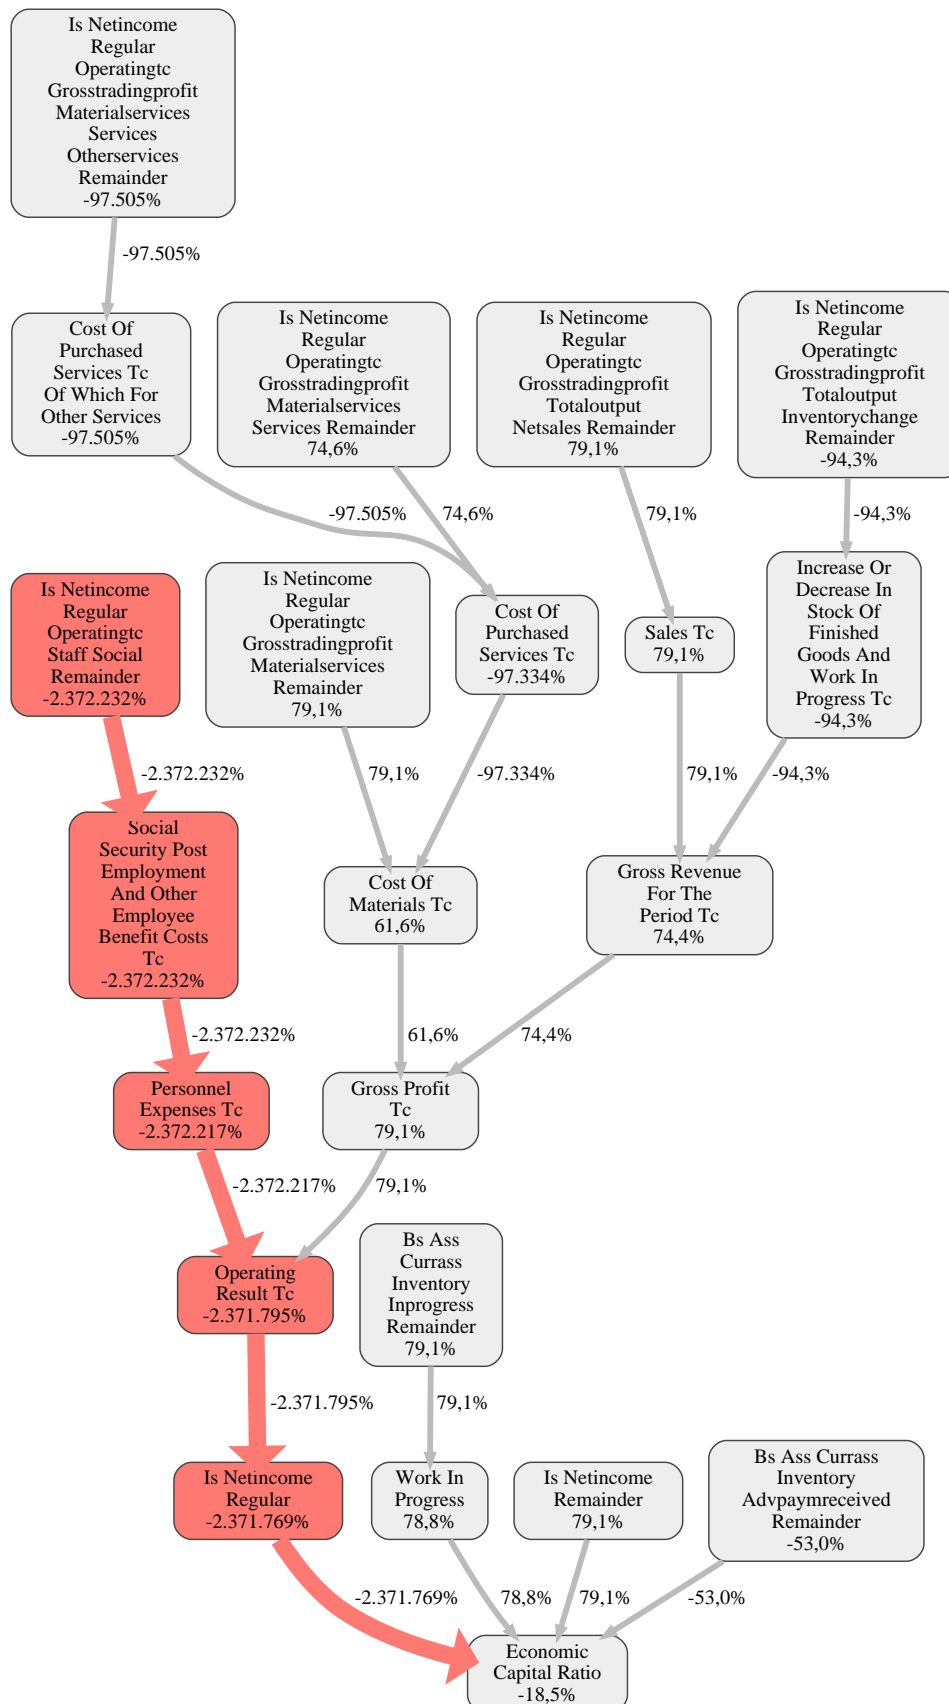 Is Netincome
Regular
Operatingtc
Grosstradingprofit
Materialservices
Services
Otherservices
Remainder
-97.505%
-97.505%
Cost Of
Purchased
Services Tc
Of Which For
Other Services
-97.505%
Is Netincome
Regular
Operatingtc
Grosstradingprofit
Materialservices
Services Remainder
74,6%
Is Netincome
Regular
Operatingtc
Grosstradingprofit
Totaloutput
Netsales Remainder
79,1%
Is Netincome
Regular
Operatingtc
Grosstradingprofit
Totaloutput
Inventorychange
Remainder
-94,3%
-97.505%
74,6%
79,1%
-94,3%
Is Netincome
Regular
Operatingtc
Staff Social
Remainder
-2.372.232%
Is Netincome
Regular
Operatingtc
Grosstradingprofit
Materialservices
Remainder
79,1%
Cost Of
Purchased
Services Tc
-97.334%
Sales Tc
79,1%
Increase Or
Decrease In
Stock Of
Finished
Goods And
Work In
Progress Tc
-94,3%
-2.372.232%
79,1%
-97.334%
79,1%
-94,3%
Social
Security Post
Employment
And Other
Employee
Benefit Costs
Tc
-2.372.232%
Cost Of
Materials Tc
61,6%
Gross Revenue
For The
Period Tc
74,4%
-2.372.232%
61,6%
74,4%
Personnel
Expenses Tc
-2.372.217%
Gross Profit
Tc
79,1%
-2.372.217%
79,1%
Operating
Result Tc
-2.371.795%
Bs Ass
Currass
Inventory
Inprogress
Remainder
79,1%
-2.371.795%
79,1%
Is Netincome
Regular
-2.371.769%
Work In
Progress
78,8%
Is Netincome
Remainder
79,1%
Bs Ass Currass
Inventory
Advpaymreceived
Remainder
-53,0%
-2.371.769%
78,8%
79,1%
-53,0%
Economic
Capital Ratio
-18,5%